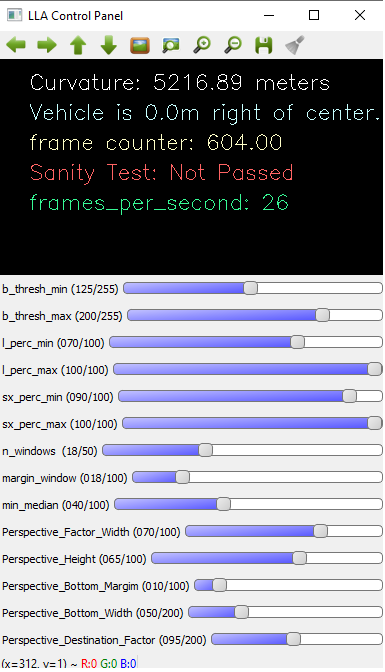 LLA Control Panel
Curvature: 5216.89 meters
Vehicle is 0.0m right of center.
frame counter: 604.00
Sanity Test: Not Passed
frames_per_second: 26
b_thresh_min (125/255)
b_thresh_max (200/255)
l_perc_min (070/100)
l_perc_max (100/100)
sx_perc_min (090/100)
sx_perc_max (100/100)
n_windows (18/50)
margin_window (018/100)
min_median (040/100)
Perspective_Factor_Width (070/100)
Perspective_Height (065/100)
Perspective_Bottom_Margim (010/100)
Perspective_Bottom_Width (050/200)
Perspective_Destination_Factor (095/200)
(x=312, y=1) ~ R:0 G:0 B:0